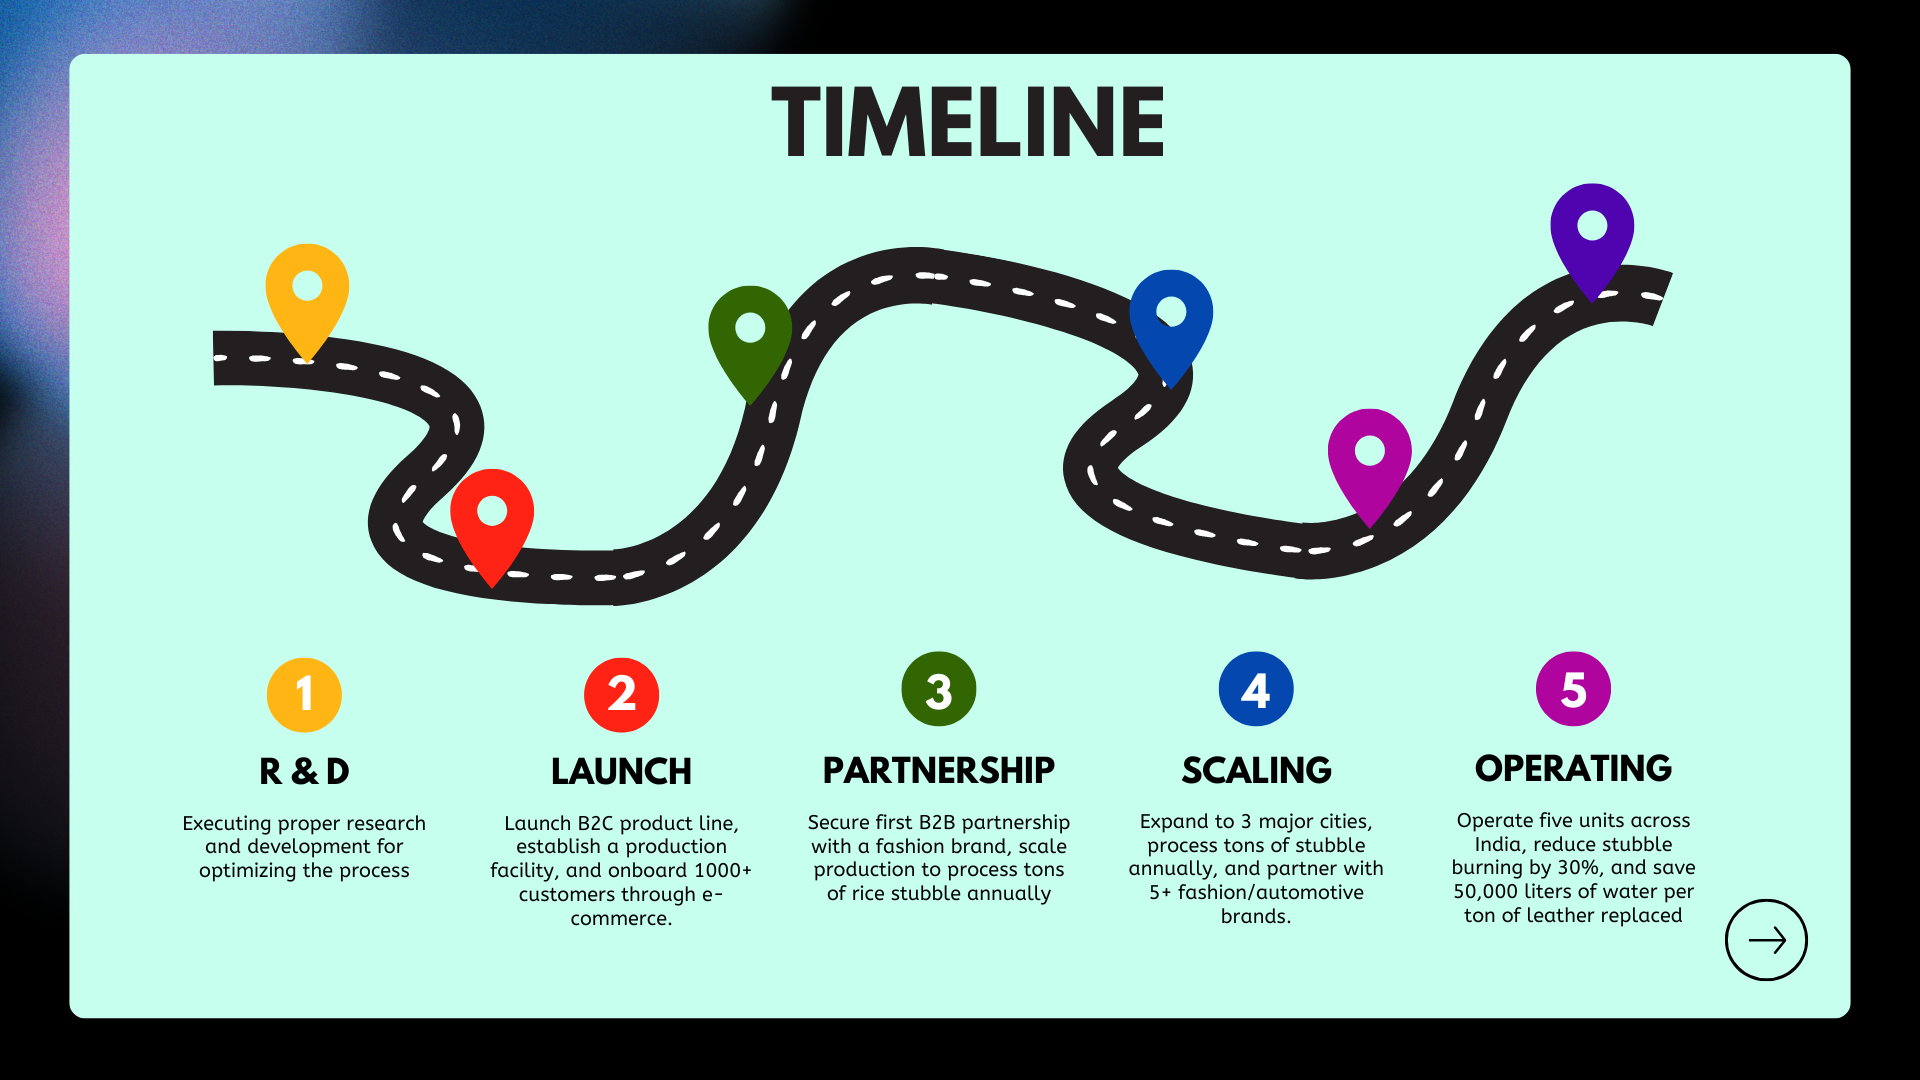 TIMELINE
1
R & D
Executing proper research
and development for
optimizing the process
2
LAUNCH
Launch B2C product line,
establish a production
facility, and onboard 1000+
customers through e-
commerce.
3
PARTNERSHIP
Secure first B2B partnership
with a fashion brand, scale
production to process tons
of rice stubble annually
4
SCALING
Expand to 3 major cities,
process tons of stubble
annually, and partner with
5+ fashion/automotive
brands.
5
OPERATING
Operate five units across
India, reduce stubble
burning by 30%, and save
50,000 liters of water per
ton of leather replaced